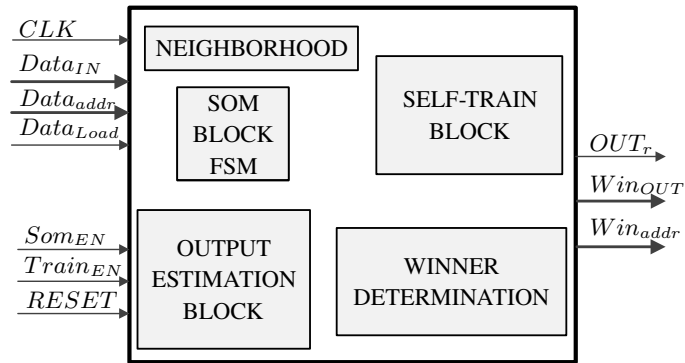 CLK
Data_IN
Data_addr
Data_Load
Som_EN
Train_EN
RESET
NEIGHBORHOOD
SOM
BLOCK
FSM
SELF-TRAIN
BLOCK
OUTPUT
ESTIMATION
BLOCK
WINNER
DETERMINATION
OUT_r
Win_OUT
Win_addr